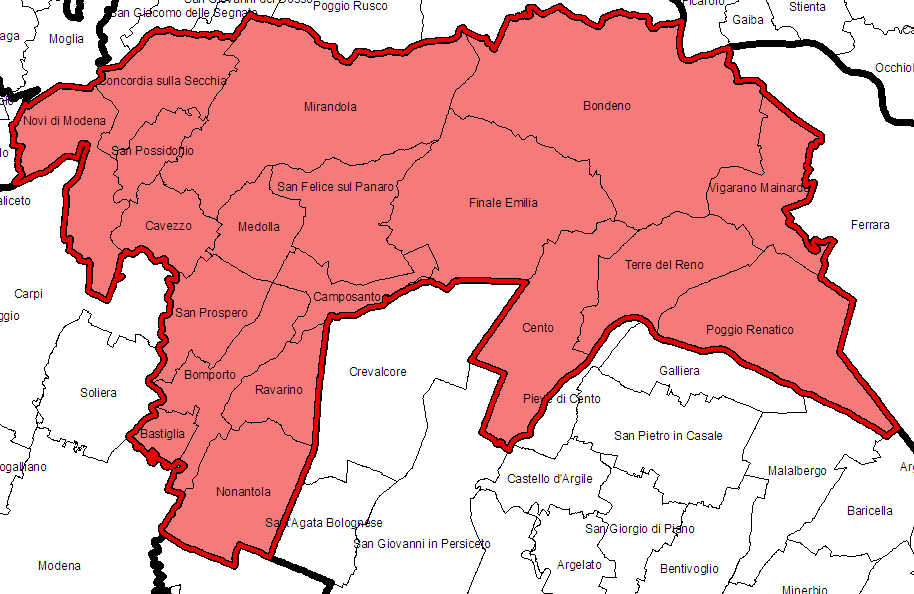 Poggio Rusco
San Giacomo delle Segnate
Gaiba
Stienta
Moglia
Concordia sulla Secchia
Occhiol
Mirandola
Bondeno
Novi di Modena
San Possidonio
San Felice sul Panaro
Vigarano Mainarda
Finale Emilia
Cavezzo
Medolla
Ferrara
Terre del Reno
Carpi
Camposanto
San Prospero
ggio
Cento
Poggio Renatico
Crevalcore
Galliera
Bomporto
Soliera
Ravarino
Pieve di Cento
Bastiglia
San Pietro in Casale
Malalbergo
Castello d'Argile
Nonantola
Baricella
Sant'Agata Bolognese
San Giorgio di Piano
San Giovanni in Persiceto
Modena
Argelato
Bentivoglio
Minerbio